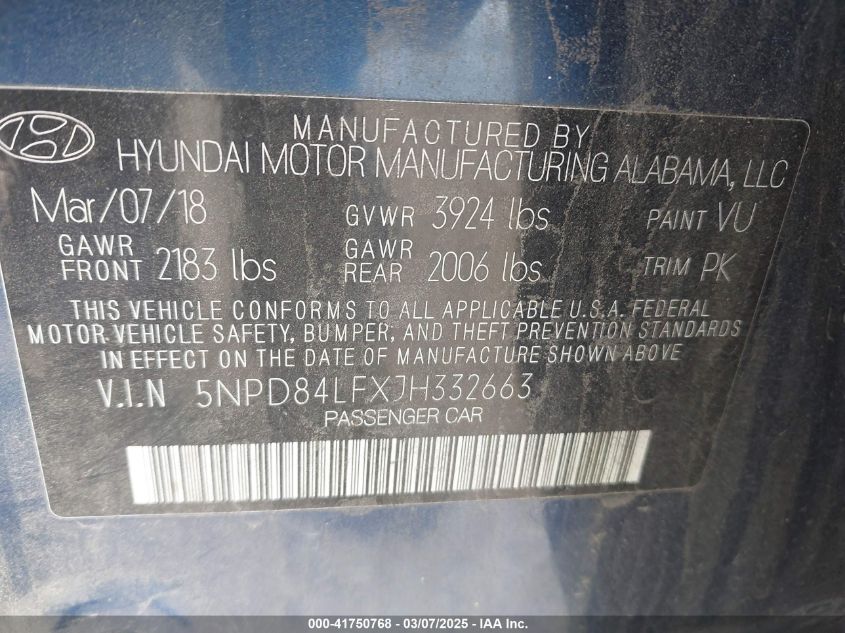 MANUFACTURED BY
HYUNDAI MOTOR MANUFACTURING ALABAMA, LLC
Mar/07/18 GVWR 3924 lbs PAINT VU
GAWR FRONT 2183 lbs GAWR REAR 2006 lbs TRIM PK
THIS VEHICLE CONFORMS TO ALL APPLICABLE U.S.A. FEDERAL
MOTOR VEHICLE SAFETY, BUMPER, AND THEFT PREVENTION STANDARDS
IN EFFECT ON THE DATE OF MANUFACTURE SHOWN ABOVE
V.I.N 5NPD84LFXJH332663
PASSENGER CAR
000-41750768 - 03/07/2025 - IAA Inc.